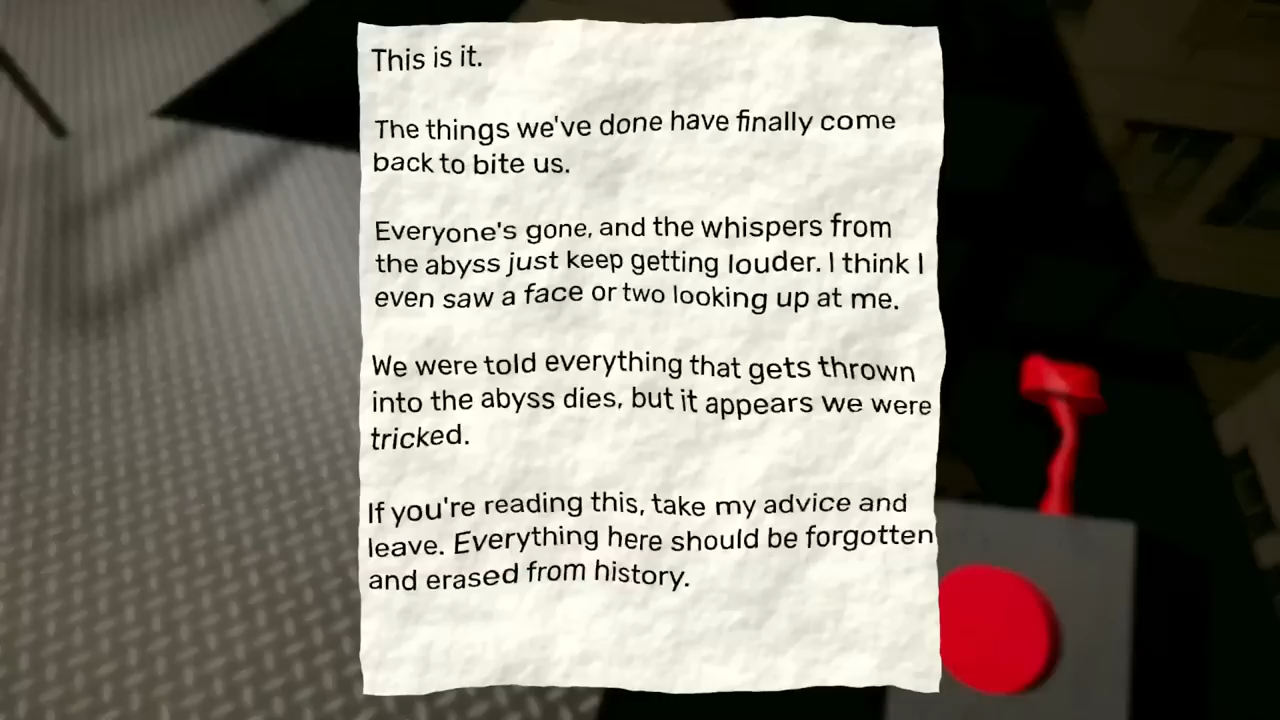 This is it.
The things we've done have finally come
back to bite us.
Everyone's gone, and the whispers from
the abyss just keep getting louder. I think I
even saw a face or two looking up at me.
We were told everything that gets thrown
into the abyss dies, but it appears we were
tricked.
If you're reading this, take my advice and
leave. Everything here should be forgotten
and erased from history.